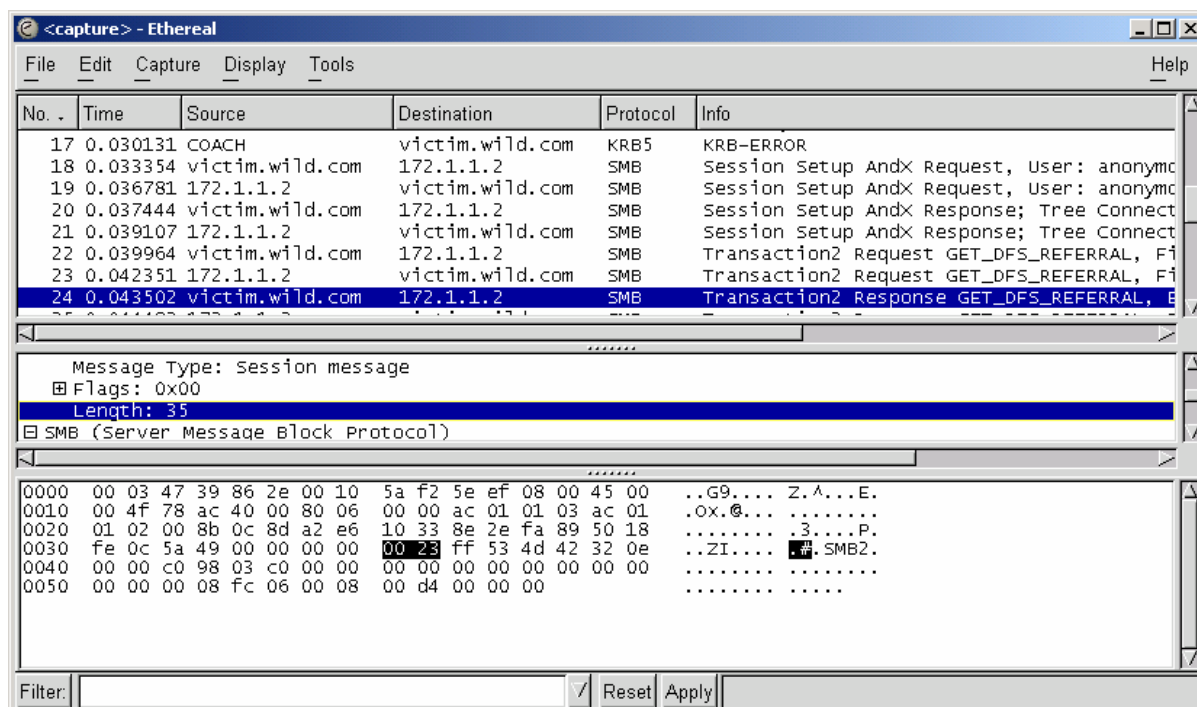 <capture> - Ethereal
File Edit Capture Display Tools Help
No. Time Source Destination Protocol Info
17 0.030131 COACH victim.wild.com KRB5 KRB-ERROR
18 0.033354 victim.wild.com 172.1.1.2 SMB Session Setup AndX Request, User: anonymo
19 0.036781 172.1.1.2 victim.wild.com SMB Session Setup AndX Request, User: anonymo
20 0.037444 victim.wild.com 172.1.1.2 SMB Session Setup AndX Response; Tree Connect
21 0.039107 172.1.1.2 victim.wild.com SMB Session Setup AndX Response; Tree Connect
22 0.039964 victim.wild.com 172.1.1.2 SMB Transaction2 Request GET_DFS_REFERRAL, Fi
23 0.042351 172.1.1.2 victim.wild.com SMB Transaction2 Request GET_DFS_REFERRAL, Fi
24 0.043502 victim.wild.com 172.1.1.2 SMB Transaction2 Response GET_DFS_REFERRAL, E
Message Type: Session message
Flags: 0x00
Length: 35
SMB (Server Message Block Protocol)
0000 00 03 47 39 86 2e 00 10 5a f2 5e ef 08 00 45 00 ..G9.... Z.^...E.
0010 00 4f 78 ac 40 00 80 06 00 00 ac 01 01 03 ac 01 .Ox.@... ........
0020 01 02 00 8b 0c 8d a2 e6 10 33 8e 2e fa 89 50 18 ........ .3....P.
0030 fe 0c 5a 49 00 00 00 00 00 23 ff 53 4d 42 32 0e ..ZI.... .#.SMB2.
0040 00 00 c0 98 03 c0 00 00 00 00 00 00 00 00 00 00 ........ ........
0050 00 00 00 08 fc 06 00 08 00 d4 00 00 00 ........ .....
Filter: Reset Apply